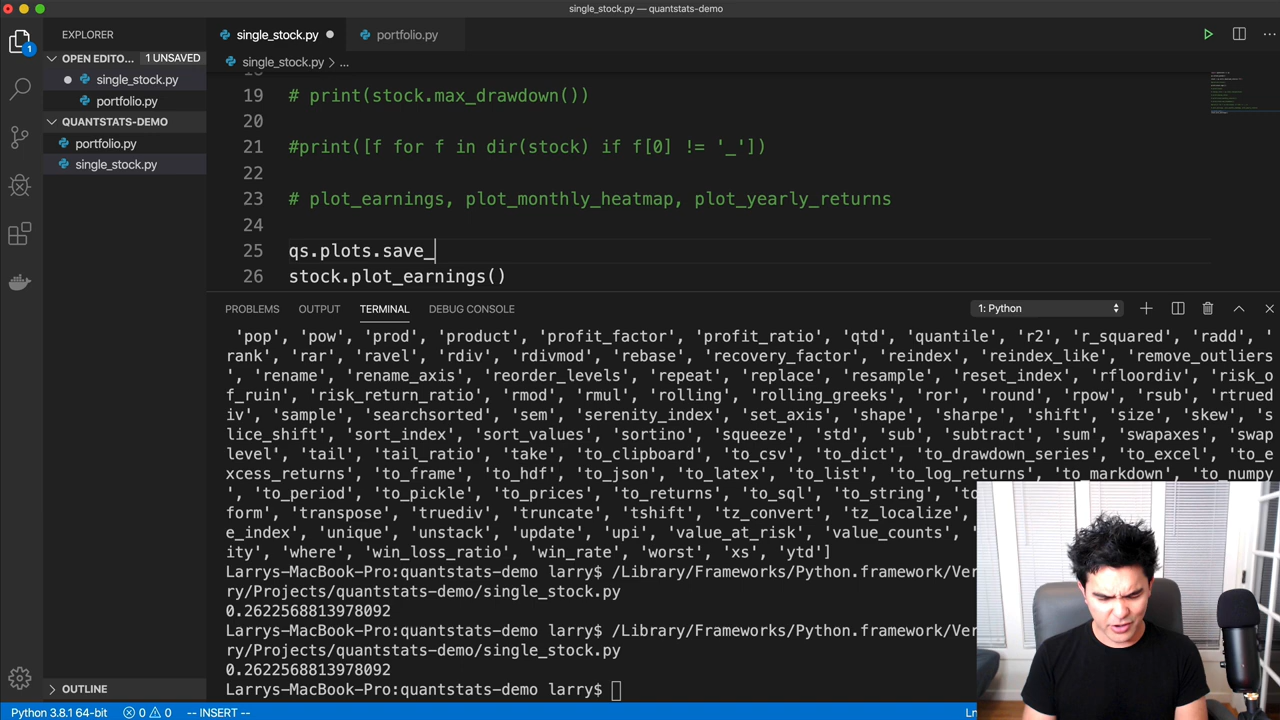 single_stock.py — quantstats-demo
EXPLORER
OPEN EDITO... 1 UNSAVED
single_stock.py
portfolio.py
QUANTSTATS-DEMO
portfolio.py
single_stock.py
OUTLINE
1
single_stock.py portfolio.py
single_stock.py > ...
19 # print(stock.max_drawdown())
20
21 #print([f for f in dir(stock) if f[0] != '_'])
22
23 # plot_earnings, plot_monthly_heatmap, plot_yearly_returns
24
25 qs.plots.save_
26 stock.plot_earnings()
PROBLEMS OUTPUT TERMINAL DEBUG CONSOLE 1: Python
'pop', 'pow', 'prod', 'product', 'profit_factor', 'profit_ratio', 'qtd', 'quantile', 'r2', 'r_squared', 'radd', '
rank', 'rar', 'ravel', 'rdiv', 'rdivmod', 'rebase', 'recovery_factor', 'reindex', 'reindex_like', 'remove_outliers
', 'rename', 'rename_axis', 'reorder_levels', 'repeat', 'replace', 'resample', 'reset_index', 'rfloordiv', 'risk_o
f_ruin', 'risk_return_ratio', 'rmod', 'rmul', 'rolling', 'rolling_greeks', 'ror', 'round', 'rpow', 'rsub', 'rtrued
iv', 'sample', 'searchsorted', 'sem', 'serenity_index', 'set_axis', 'shape', 'sharpe', 'shift', 'size', 'skew', 's
lice_shift', 'sort_index', 'sort_values', 'sortino', 'squeeze', 'std', 'sub', 'subtract', 'sum', 'swapaxes', 'swap
level', 'tail', 'tail_ratio', 'take', 'to_clipboard', 'to_csv', 'to_dict', 'to_drawdown_series', 'to_excel', 'to_e
xcess_returns', 'to_frame', 'to_hdf', 'to_json', 'to_latex', 'to_list', 'to_log_returns', 'to_markdown', 'to_numpy
', 'to_period', 'to_pickle', 'to_prices', 'to_returns', 'to_sql', 'to_string', 'to_
form', 'transpose', 'truediv', 'truncate', 'tshift', 'tz_convert', 'tz_localize',
e_index', 'unique', 'unstack', 'update', 'upi', 'value_at_risk', 'value_counts',
ity', 'where', 'win_loss_ratio', 'win_rate', 'worst', 'xs', 'ytd']
Larrys-MacBook-Pro:quantstats-demo larry$ /Library/Frameworks/Python.framework/Ver
ry/Projects/quantstats-demo/single_stock.py
0.2622568813978092
Larrys-MacBook-Pro:quantstats-demo larry$ /Library/Frameworks/Python.framework/Ver
ry/Projects/quantstats-demo/single_stock.py
0.2622568813978092
Larrys-MacBook-Pro:quantstats-demo larry$
Python 3.8.1 64-bit 0 0 -- INSERT -- Ln